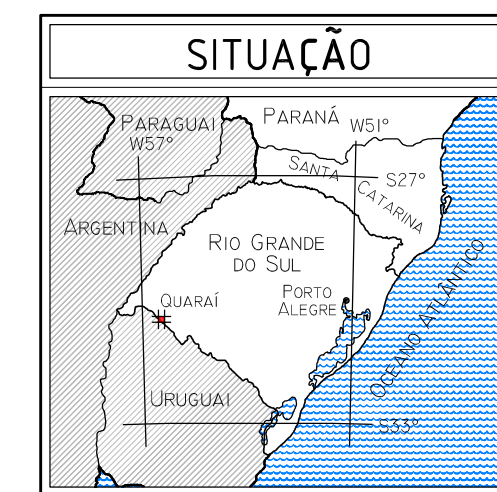 SITUAÇÃO
PARAGUAI
W57°
PARANÁ
W51°
SANTA
CATARINA
S27°
ARGENTINA
RIO GRANDE
DO SUL
QUARAÍ
PORTO
ALEGRE
OCEANO ATLÂNTICO
URUGUAI
S33°